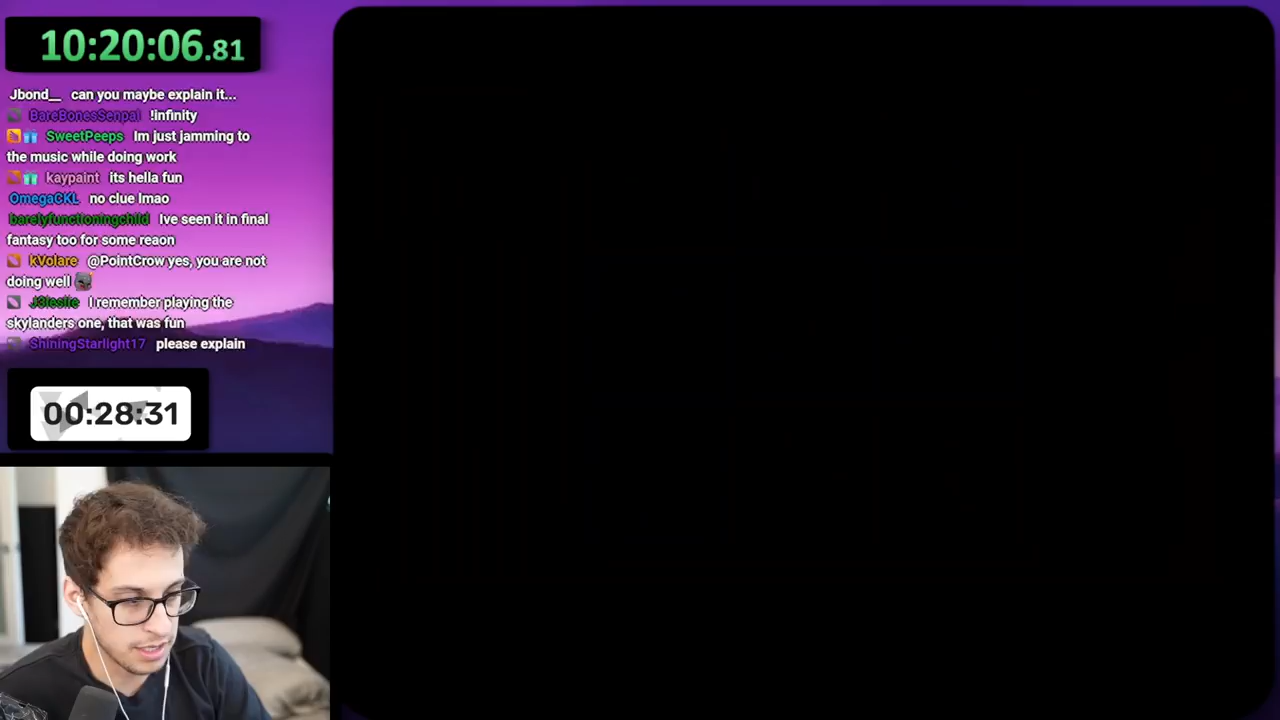 10:20:06.81
Jbond__ can you maybe explain it...
BareBonesSenpai !infinity
SweetPeeps Im just jamming to
the music while doing work
kaypaint its hella fun
OmegaCKL no clue lmao
barelyfunctioningchild Ive seen it in final
fantasy too for some reaon
kVolare @PointCrow yes, you are not
doing well
J3leslie I remember playing the
skylanders one, that was fun
ShiningStarlight17 please explain
00:28:31